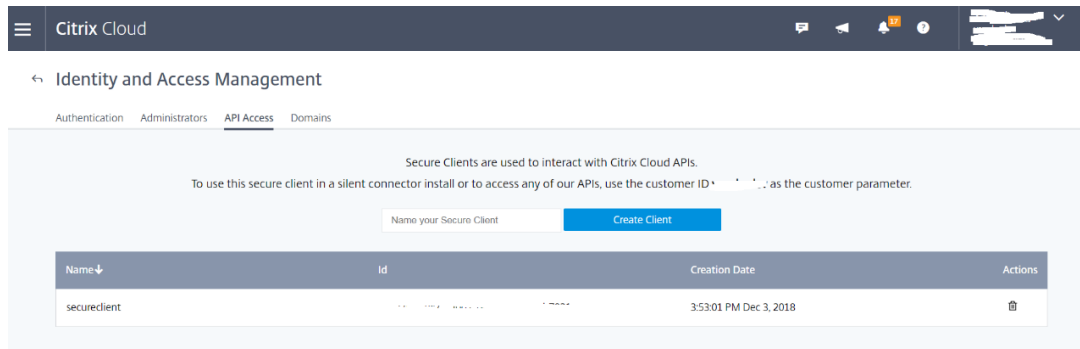 Citrix Cloud
17
Identity and Access Management
Authentication Administrators API Access Domains
Secure Clients are used to interact with Citrix Cloud APIs.
To use this secure client in a silent connector install or to access any of our APIs, use the customer ID as the customer parameter.
Name your Secure Client Create Client
Name Id Creation Date Actions
secureclient 3:53:01 PM Dec 3, 2018